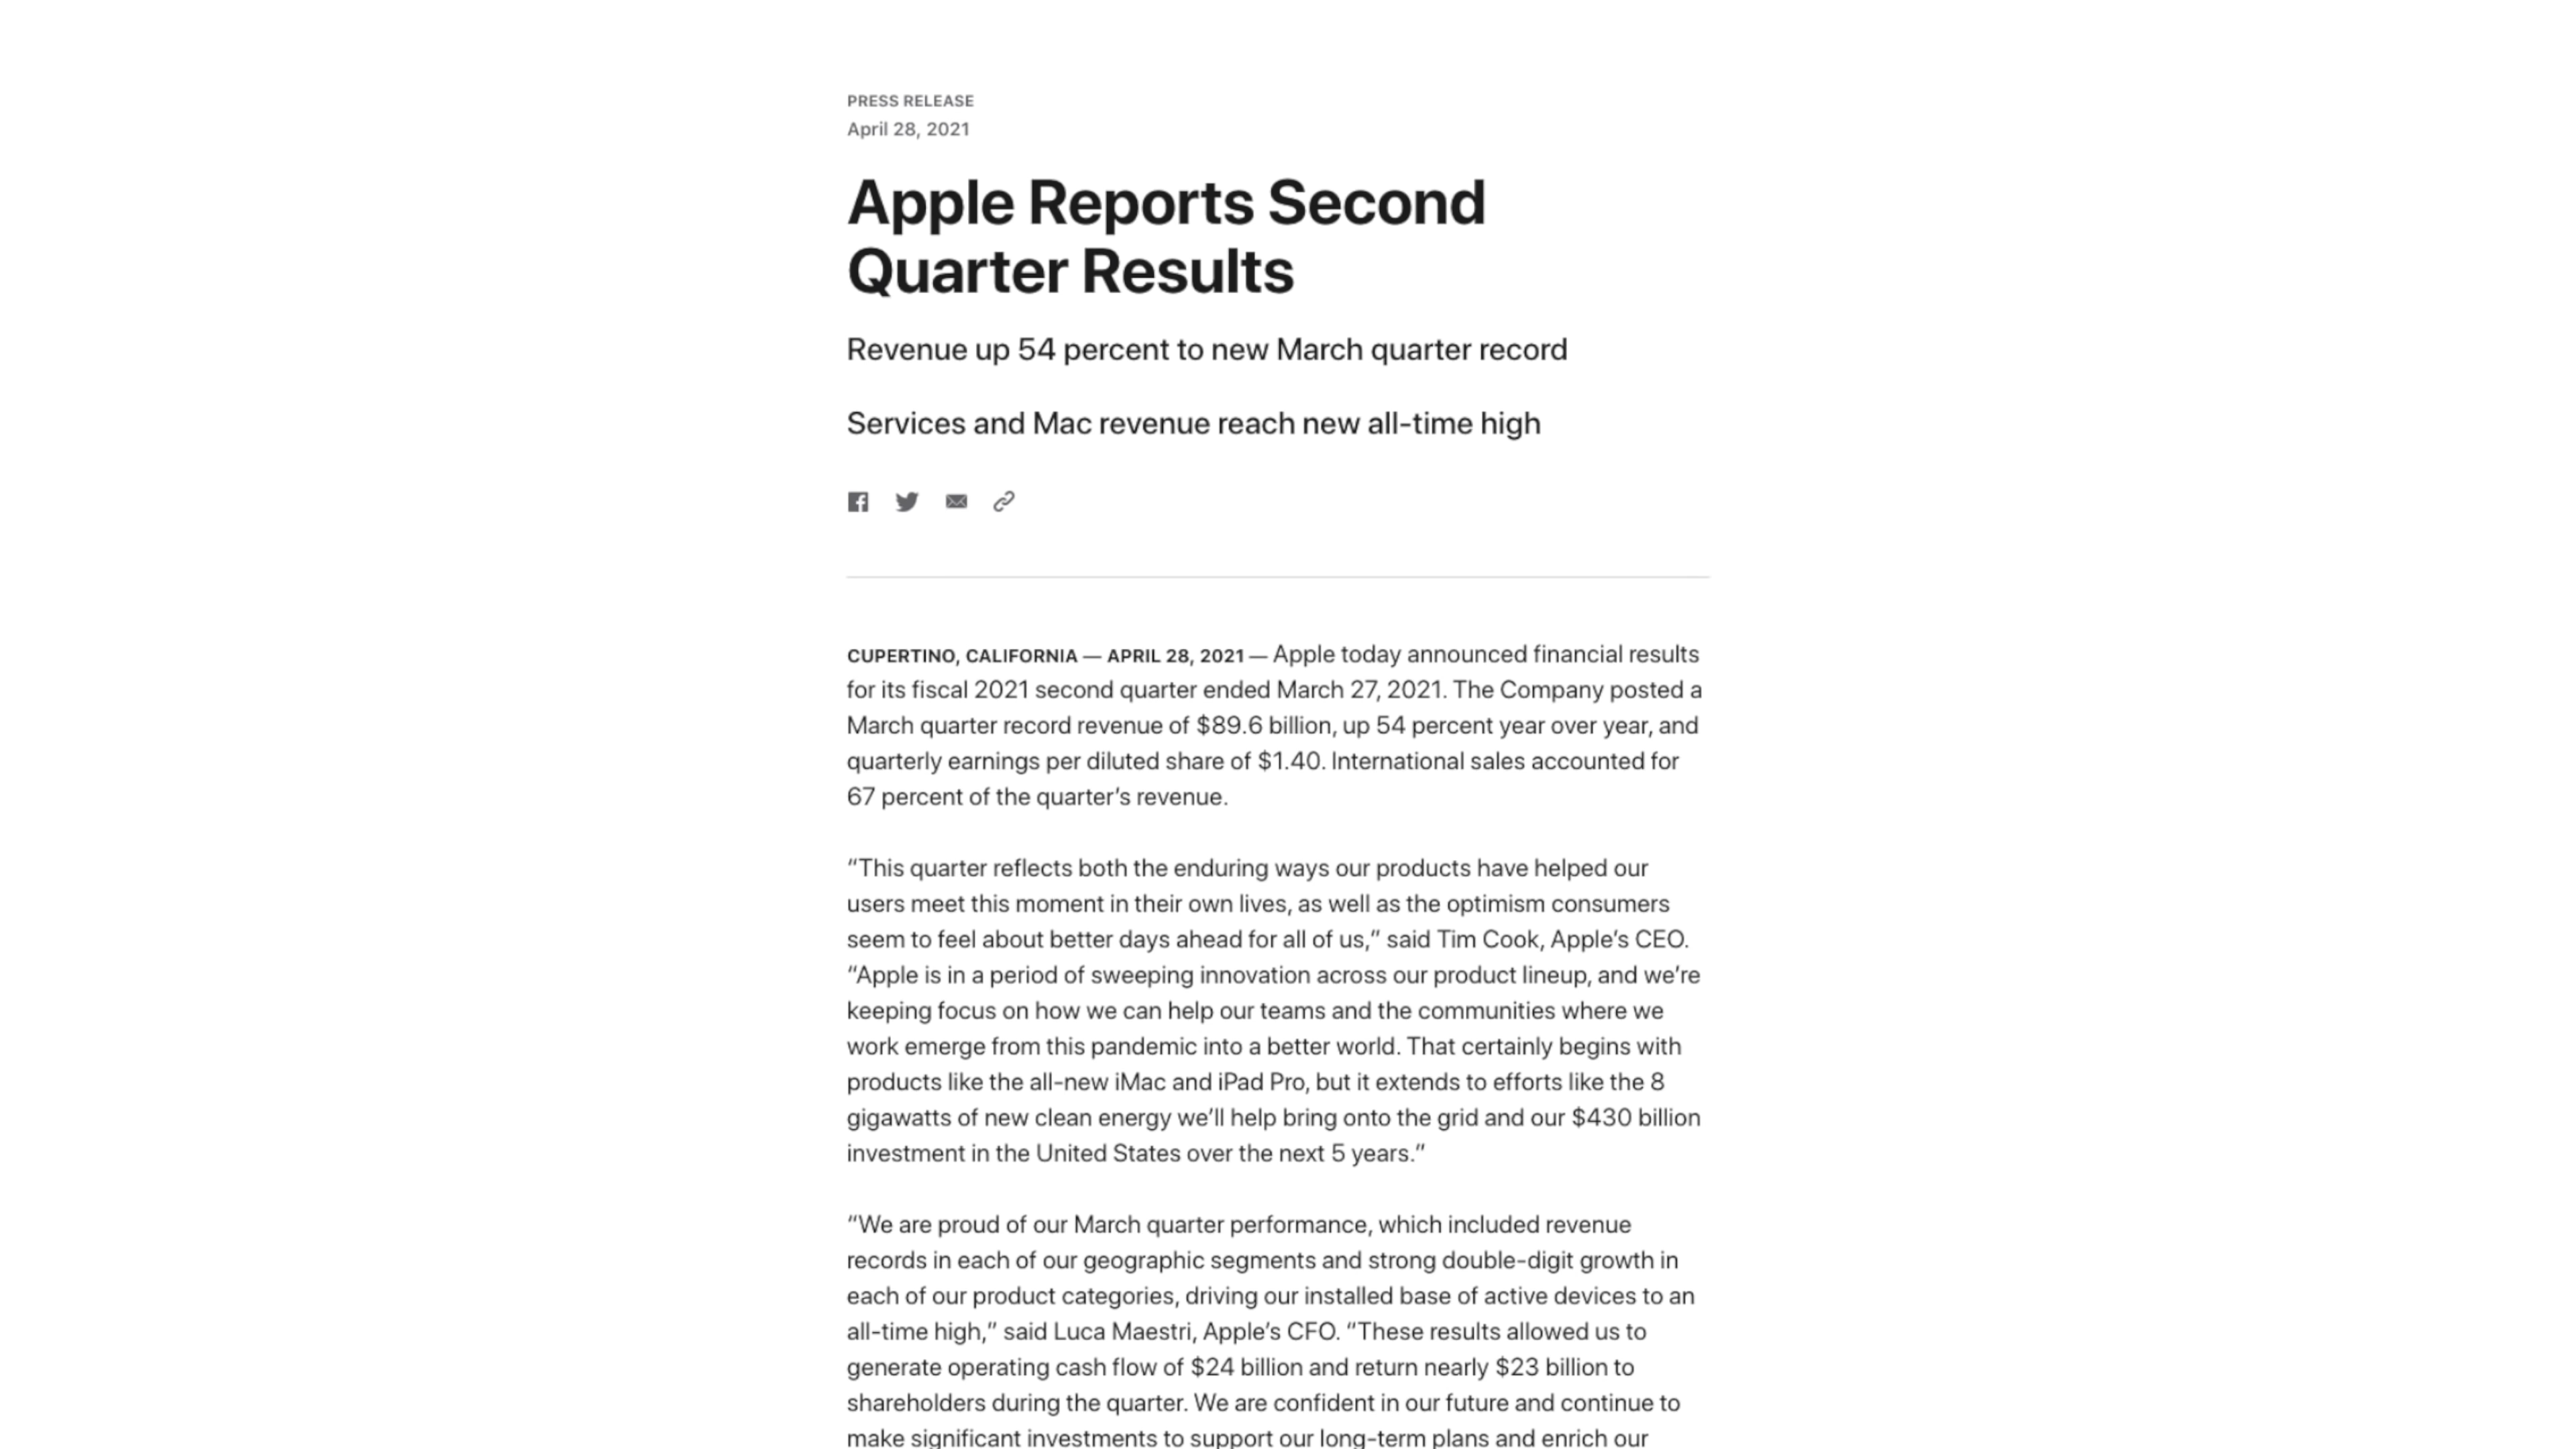 PRESS RELEASE
April 28, 2021
Apple Reports Second
Quarter Results
Revenue up 54 percent to new March quarter record
Services and Mac revenue reach new all-time high
CUPERTINO, CALIFORNIA — APRIL 28, 2021 — Apple today announced financial results
for its fiscal 2021 second quarter ended March 27, 2021. The Company posted a
March quarter record revenue of $89.6 billion, up 54 percent year over year, and
quarterly earnings per diluted share of $1.40. International sales accounted for
67 percent of the quarter’s revenue.
“This quarter reflects both the enduring ways our products have helped our
users meet this moment in their own lives, as well as the optimism consumers
seem to feel about better days ahead for all of us,” said Tim Cook, Apple’s CEO.
“Apple is in a period of sweeping innovation across our product lineup, and we’re
keeping focus on how we can help our teams and the communities where we
work emerge from this pandemic into a better world. That certainly begins with
products like the all-new iMac and iPad Pro, but it extends to efforts like the 8
gigawatts of new clean energy we’ll help bring onto the grid and our $430 billion
investment in the United States over the next 5 years.”
“We are proud of our March quarter performance, which included revenue
records in each of our geographic segments and strong double-digit growth in
each of our product categories, driving our installed base of active devices to an
all-time high,” said Luca Maestri, Apple’s CFO. “These results allowed us to
generate operating cash flow of $24 billion and return nearly $23 billion to
shareholders during the quarter. We are confident in our future and continue to
make significant investments to support our long-term plans and enrich our